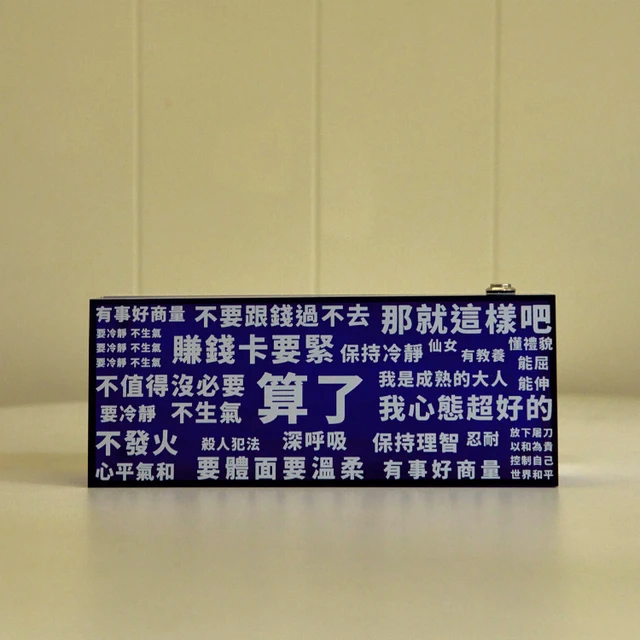 有事好商量 不要跟錢過不去 那就這樣吧
要冷靜 不生氣
要冷靜 不生氣
要冷靜 不生氣
賺錢卡要緊 保持冷靜 仙女 有教養 懂禮貌
能屈
能伸
不值得沒必要 算了 我是成熟的大人
要冷靜 不生氣 我心態超好的
不發火 殺人犯法 深呼吸 保持理智 忍耐
放下屠刀
以和為貴
控制自己
世界和平
心平氣和 要體面要溫柔 有事好商量